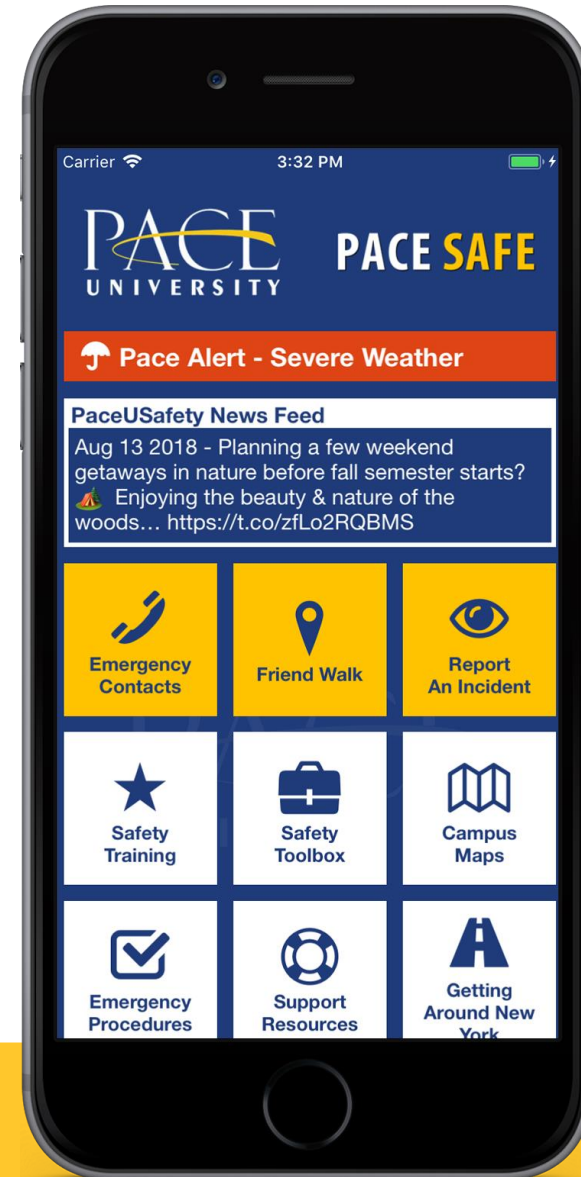 Carrier 3:32 PM
PACE
UNIVERSITY
PACE SAFE
Pace Alert - Severe Weather
PaceUSafety News Feed
Aug 13 2018 - Planning a few weekend
getaways in nature before fall semester starts?
🏕️ Enjoying the beauty & nature of the
woods… https://t.co/zfLo2RQBMS
Emergency
Contacts
Friend Walk
Report
An Incident
Safety
Training
Safety
Toolbox
Campus
Maps
Emergency
Procedures
Support
Resources
Getting
Around New
York